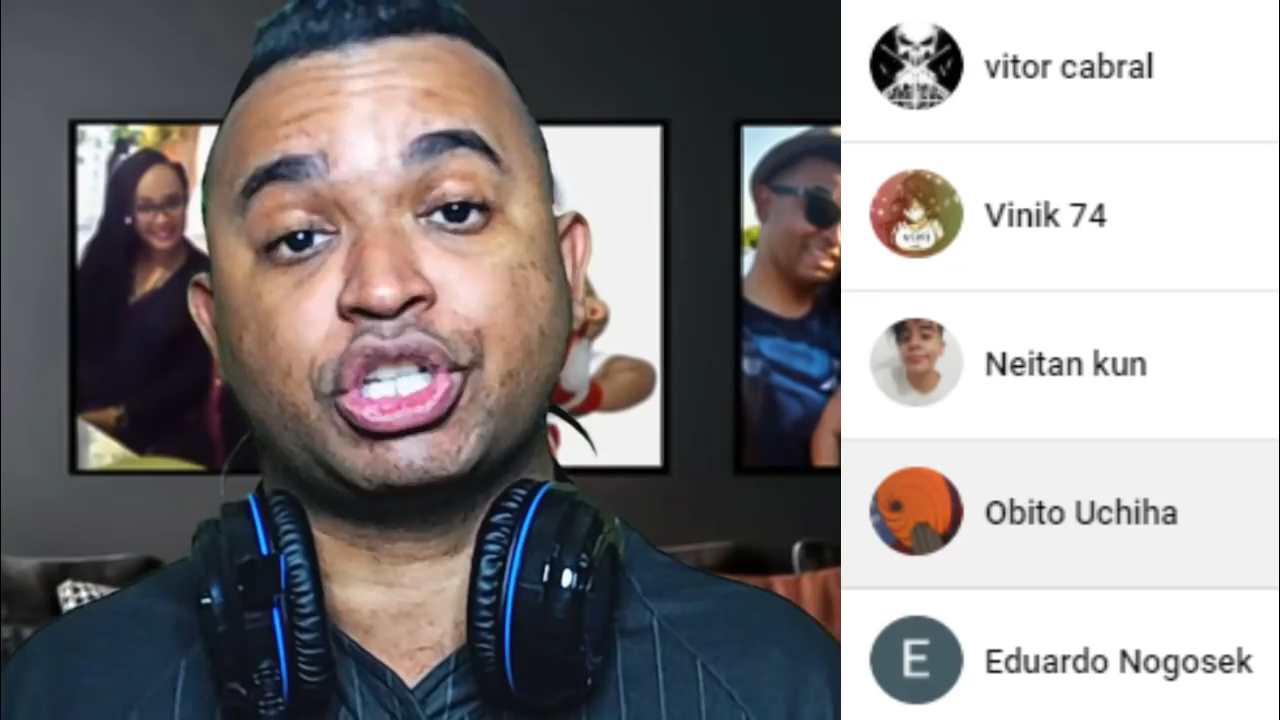 vitor cabral
Vinik 74
Neitan kun
Obito Uchiha
E
Eduardo Nogosek